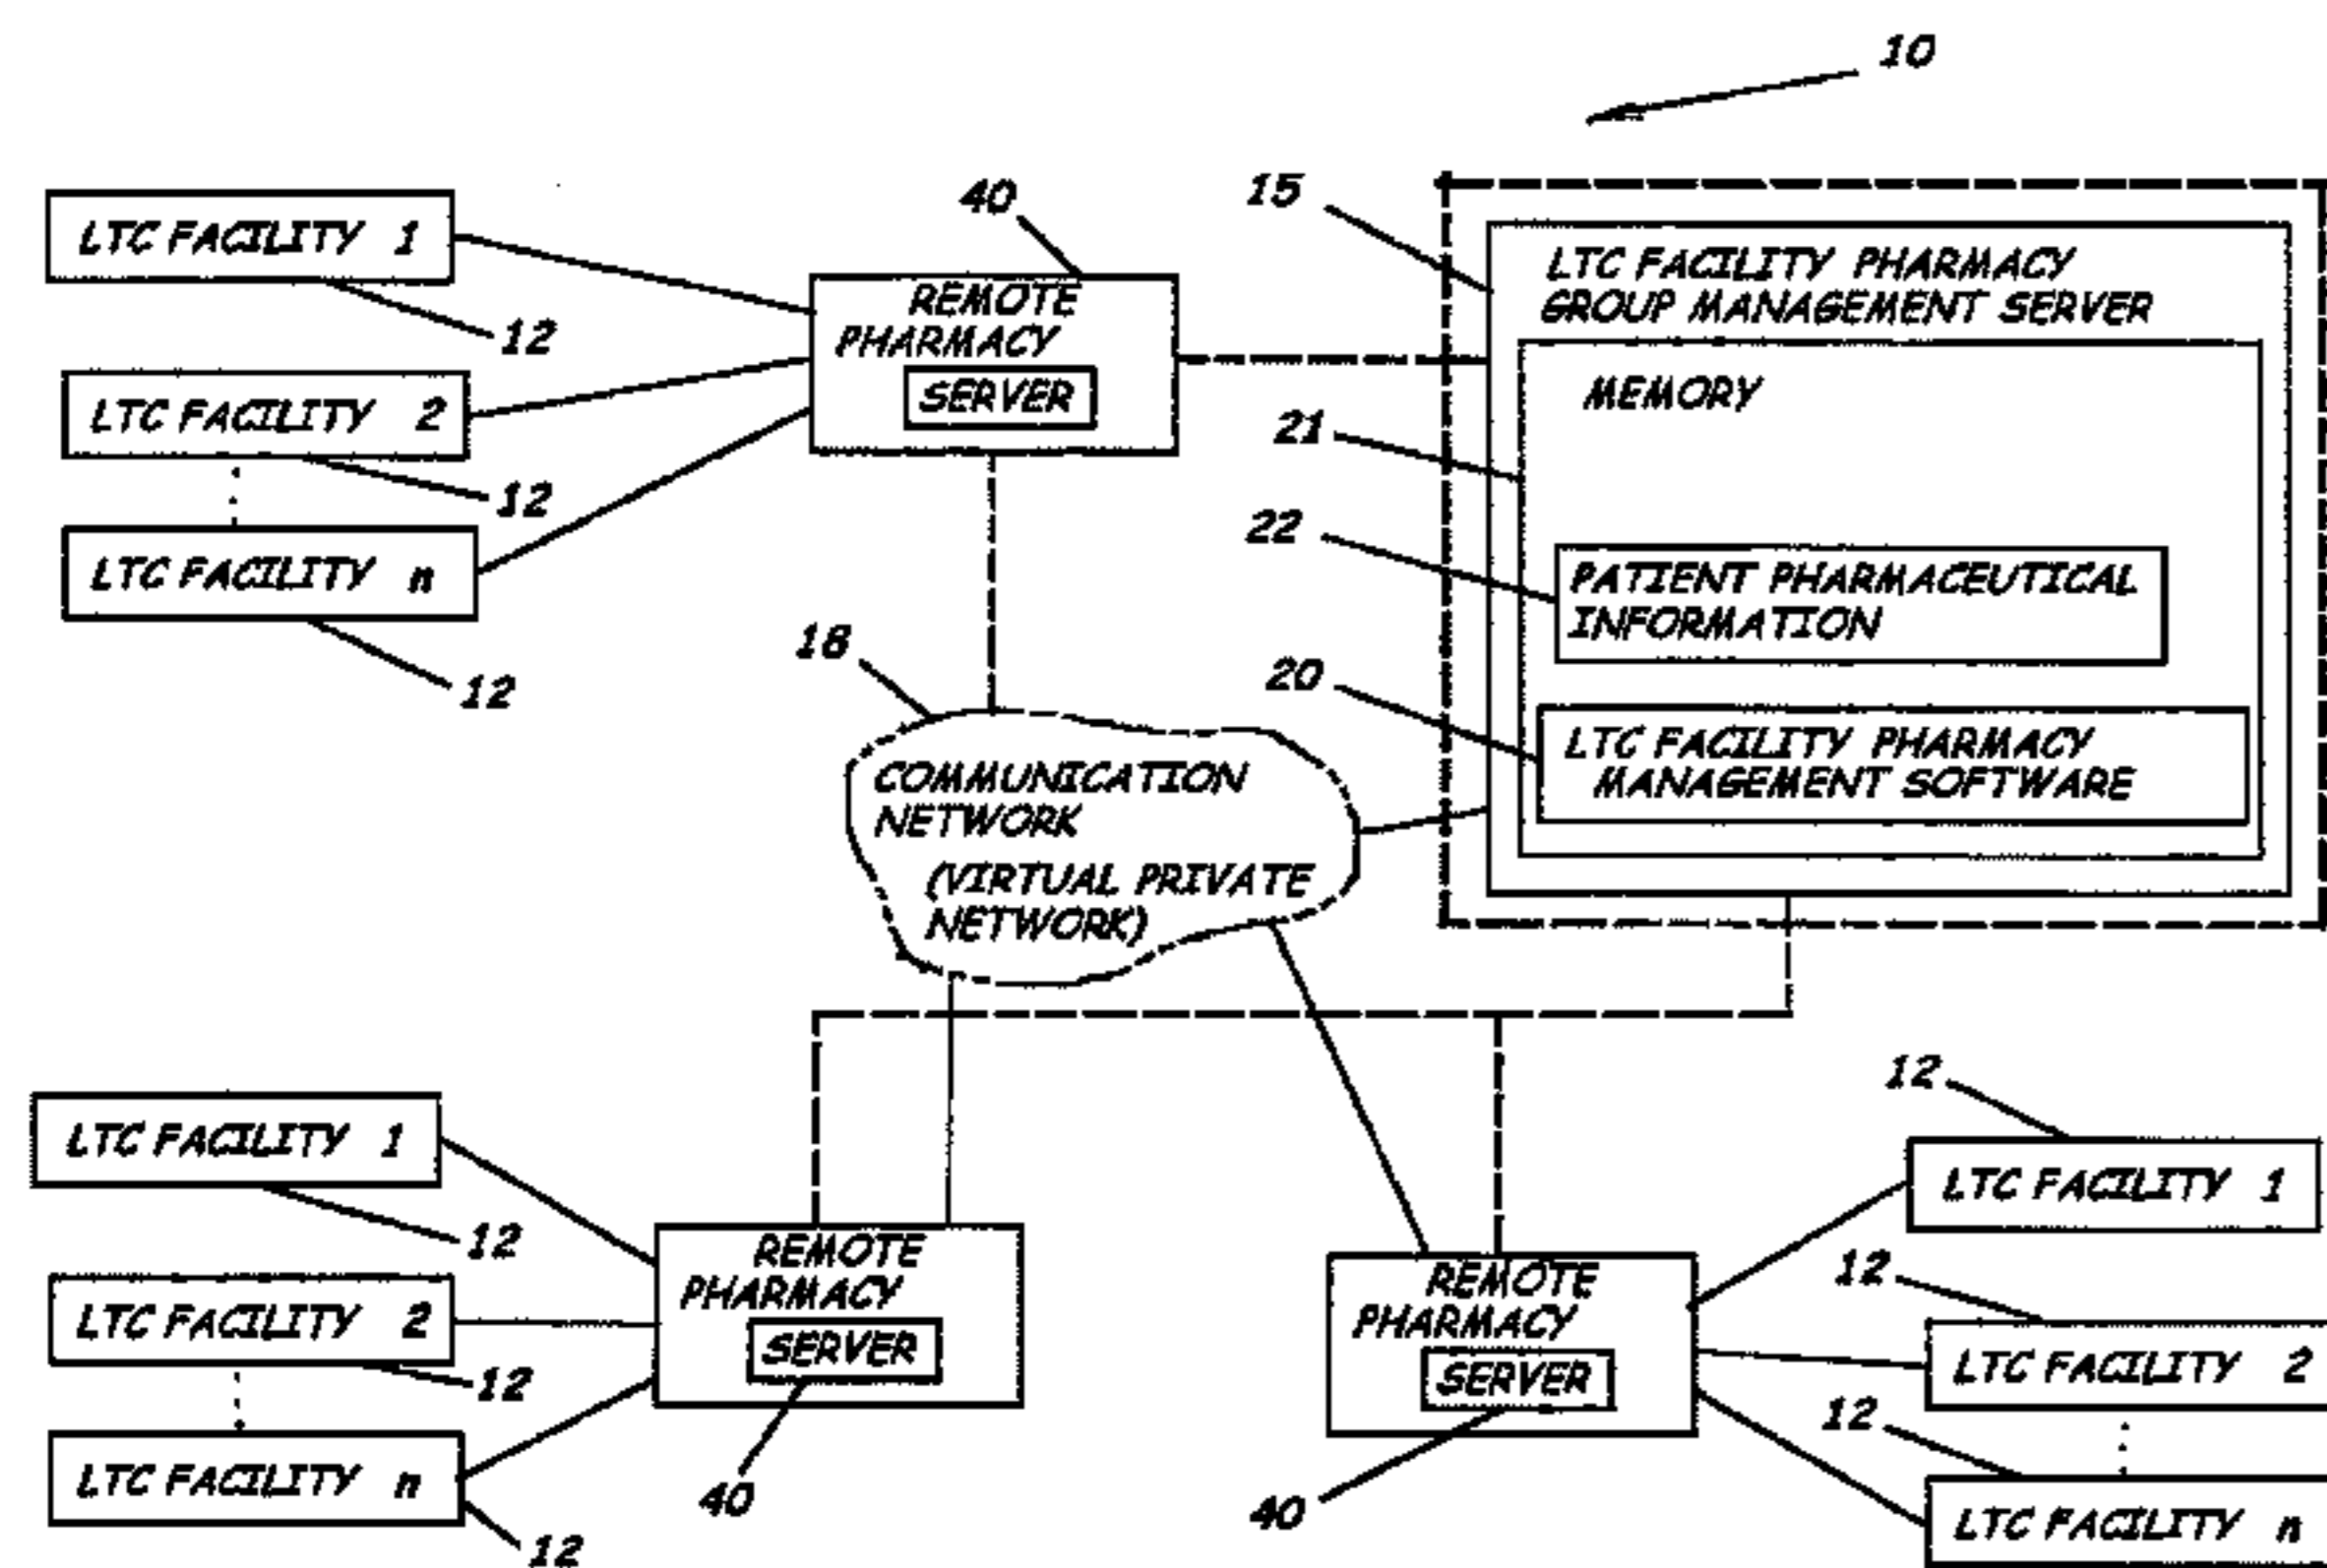 10
LTC FACILITY 1
12
LTC FACILITY 2
12
LTC FACILITY n
12
40
REMOTE
PHARMACY
SERVER
15
LTC FACILITY PHARMACY
GROUP MANAGEMENT SERVER
21
MEMORY
22
PATIENT PHARMACEUTICAL
INFORMATION
20
LTC FACILITY PHARMACY
MANAGEMENT SOFTWARE
18
COMMUNICATION
NETWORK
(VIRTUAL PRIVATE
NETWORK)
LTC FACILITY 1
12
LTC FACILITY 2
12
LTC FACILITY n
12
REMOTE
PHARMACY
SERVER
40
REMOTE
PHARMACY
SERVER
40
12
LTC FACILITY 1
12
LTC FACILITY 2
12
LTC FACILITY n